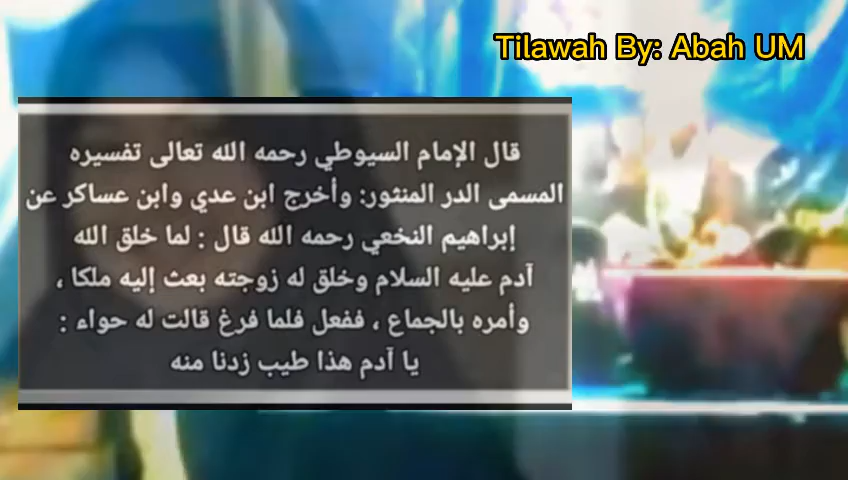 Tilawah By: Abah UM
قال الإمام السيوطي رحمه الله تعالى تفسيره
المسمى الدر المنثور: وأخرج ابن عدي وابن عساكر عن
إبراهيم النخعي رحمه الله قال : لما خلق الله
آدم عليه السلام وخلق له زوجته بعث إليه ملكا ،
وأمره بالجماع ، ففعل فلما فرغ قالت له حواء :
يا آدم هذا طيب زدنا منه